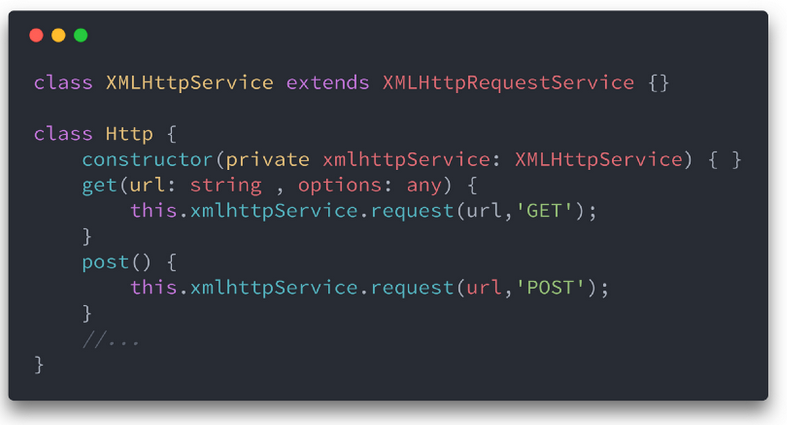 class XMLHttpService extends XMLHttpRequestService {}
class Http {
constructor(private xmlhttpService: XMLHttpService) { }
get(url: string , options: any) {
this.xmlhttpService.request(url,'GET');
}
post() {
this.xmlhttpService.request(url,'POST');
}
//...
}